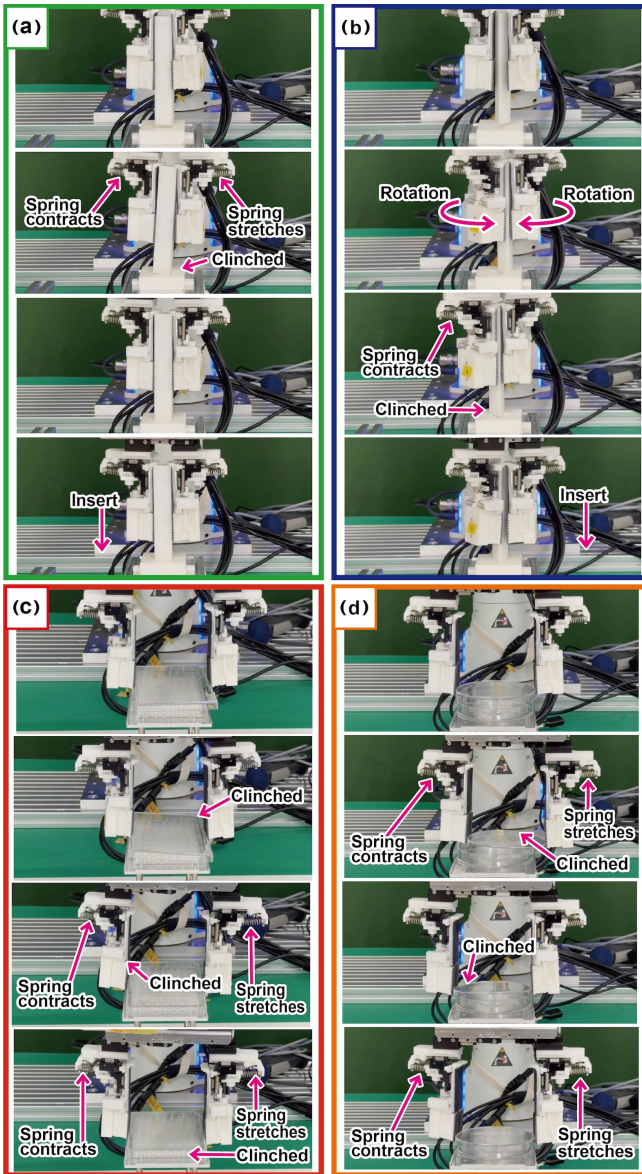 (a)
Spring
contracts
Spring
stretches
Clinched
Insert
(b)
Rotation
Rotation
Spring
contracts
Clinched
Insert
(c)
Clinched
Spring
contracts
Clinched
Spring
stretches
Spring
contracts
Spring
stretches
Clinched
(d)
Spring
contracts
Spring
stretches
Clinched
Clinched
Spring
contracts
Spring
stretches